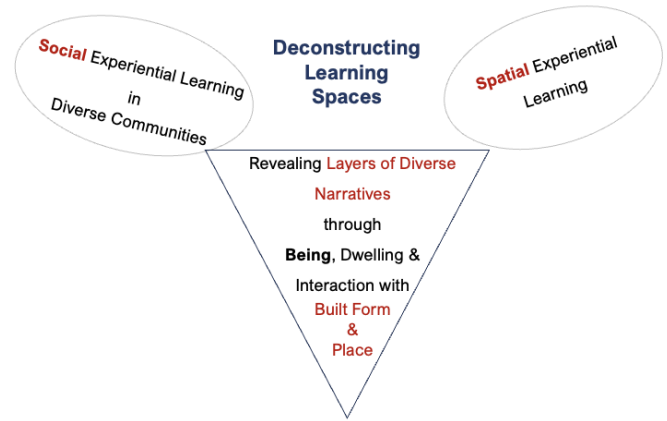 Social Experiential Learning
in
Diverse Communities
Deconstructing
Learning
Spaces
Spatial Experiential
Learning
Revealing Layers of Diverse
Narratives
through
Being, Dwelling &
Interaction with
Built Form
&
Place